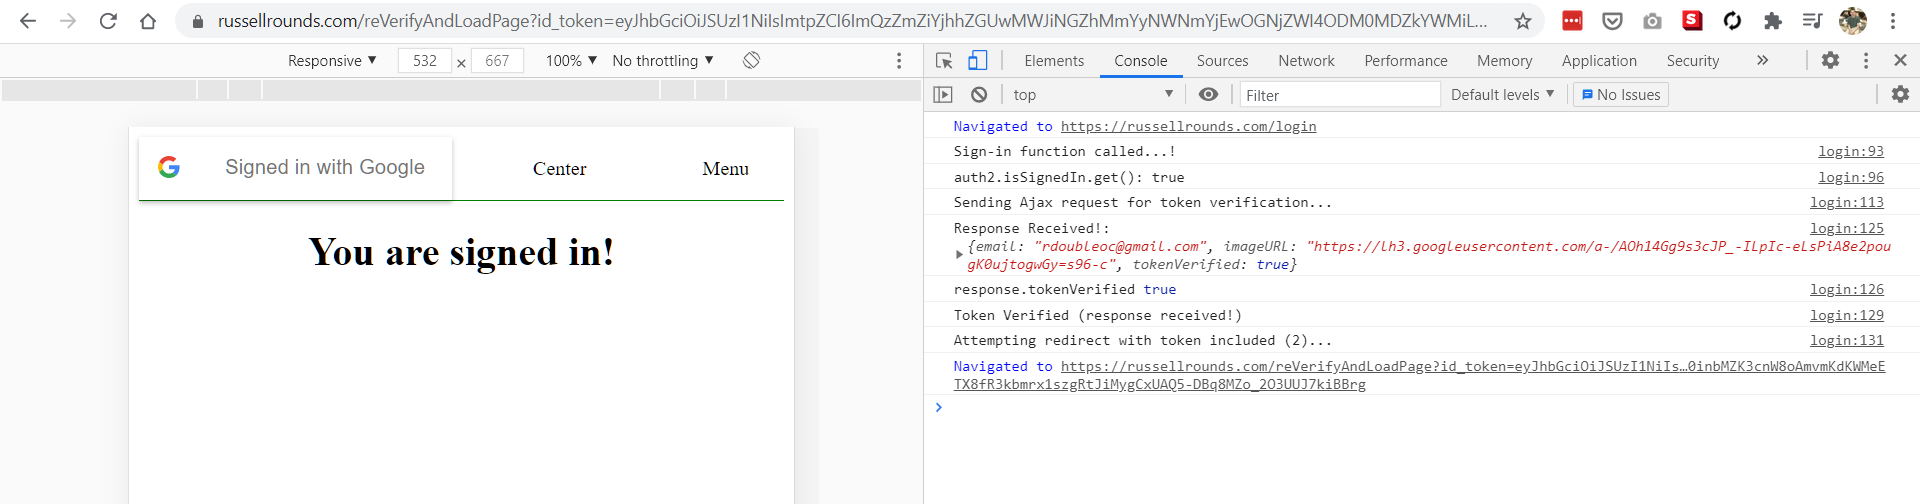 russellrounds.com/reVerifyAndLoadPage?id_token=eyJhbGciOiJSUzI1NiIsImtpZCI6ImQzZmZiYjhhZGUwMWJiNGZhMmYyNWNmYjEwOGNjZWI4ODM0MDZkYWMiL...
Responsive ▼ 532 × 667 100% ▼ No throttling ▼
Elements Console Sources Network Performance Memory Application Security »
top ▼ Filter Default levels ▼ No Issues
Signed in with Google Center Menu
You are signed in!
Navigated to https://russellrounds.com/login
Sign-in function called...! login:93
auth2.isSignedIn.get(): true login:96
Sending Ajax request for token verification... login:113
Response Received!: login:125
{email: "rdoubleoc@gmail.com", imageURL: "https://lh3.googleusercontent.com/a-/AOh14Gg9s3cJP_-ILpIc-eLsPiA8e2pou
gK0ujtogwGy=s96-c", tokenVerified: true}
response.tokenVerified true login:126
Token Verified (response received!) login:129
Attempting redirect with token included (2)... login:131
Navigated to https://russellrounds.com/reVerifyAndLoadPage?id_token=eyJhbGciOiJSUzI1NiIs…0inbMZK3cnW8oAmvmKdKWMeE
TX8fR3kbmrx1szgRtJiMygCxUAQ5-DBq8MZo_2O3UUJ7kiBBrg